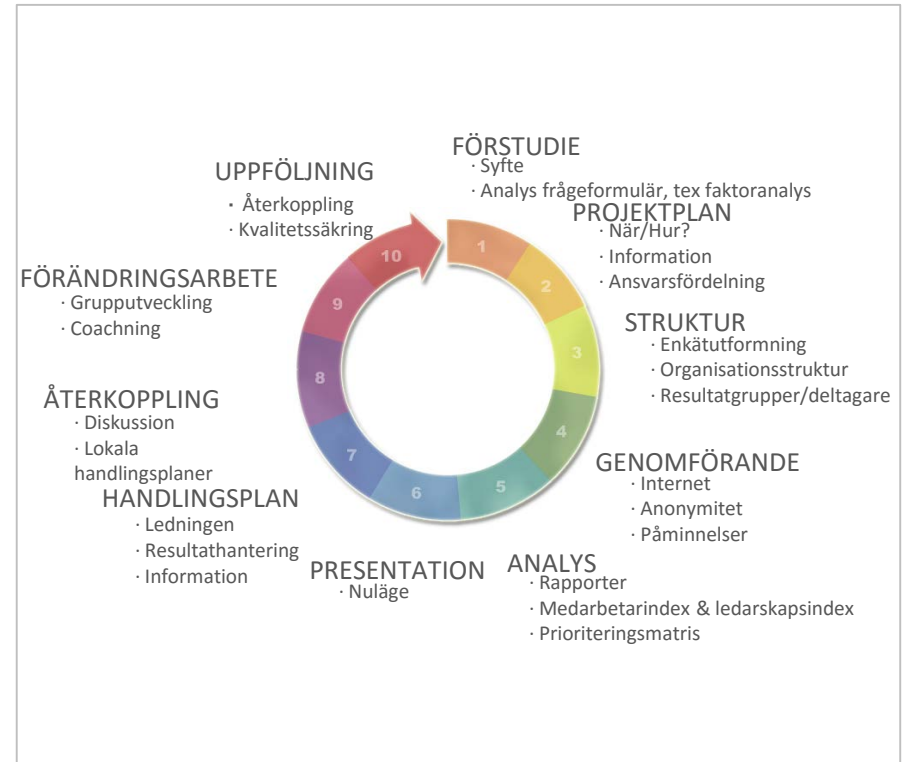 FÖRSTUDIE
· Syfte
· Analys frågeformulär, tex faktoranalys
PROJEKTPLAN
· När/Hur?
· Information
· Ansvarsfördelning
STRUKTUR
· Enkätutformning
· Organisationsstruktur
· Resultatgrupper/deltagare
GENOMFÖRANDE
· Internet
· Anonymitet
· Påminnelser
ANALYS
· Rapporter
· Medarbetarindex & ledarskapsindex
· Prioriteringsmatris
PRESENTATION
· Nuläge
HANDLINGSPLAN
· Ledningen
· Resultathantering
· Information
ÅTERKOPPLING
· Diskussion
· Lokala
handlingsplaner
FÖRÄNDRINGSARBETE
· Grupputveckling
· Coachning
UPPFÖLJNING
· Återkoppling
· Kvalitetssäkring
1
2
3
4
5
6
7
8
9
10